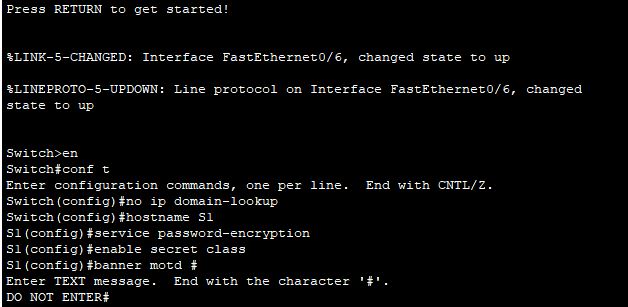 Press RETURN to get started!
%LINK-5-CHANGED: Interface FastEthernet0/6, changed state to up
%LINEPROTO-5-UPDOWN: Line protocol on Interface FastEthernet0/6, changed
state to up
Switch>en
Switch#conf t
Enter configuration commands, one per line.  End with CNTL/Z.
Switch(config)#no ip domain-lookup
Switch(config)#hostname S1
S1(config)#service password-encryption
S1(config)#enable secret class
S1(config)#banner motd #
Enter TEXT message.  End with the character '#'.
DO NOT ENTER#